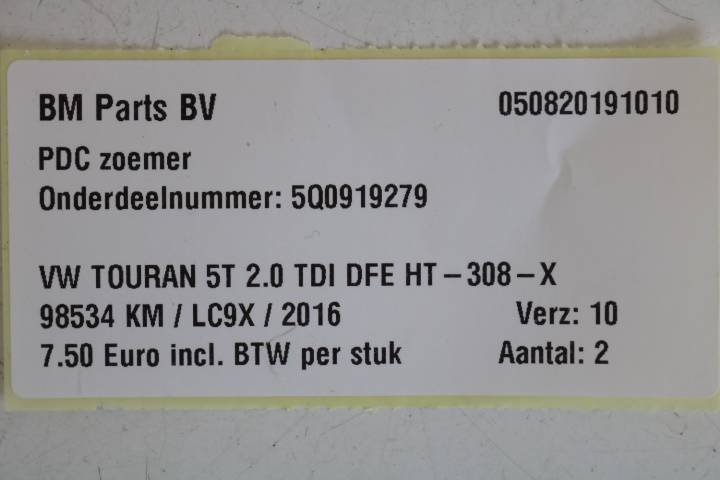 BM Parts BV 050820191010
PDC zoemer
Onderdeelnummer: 5Q0919279
VW TOURAN 5T 2.0 TDI DFE HT-308-X
98534 KM / LC9X / 2016 Verz: 10
7.50 Euro incl. BTW per stuk Aantal: 2